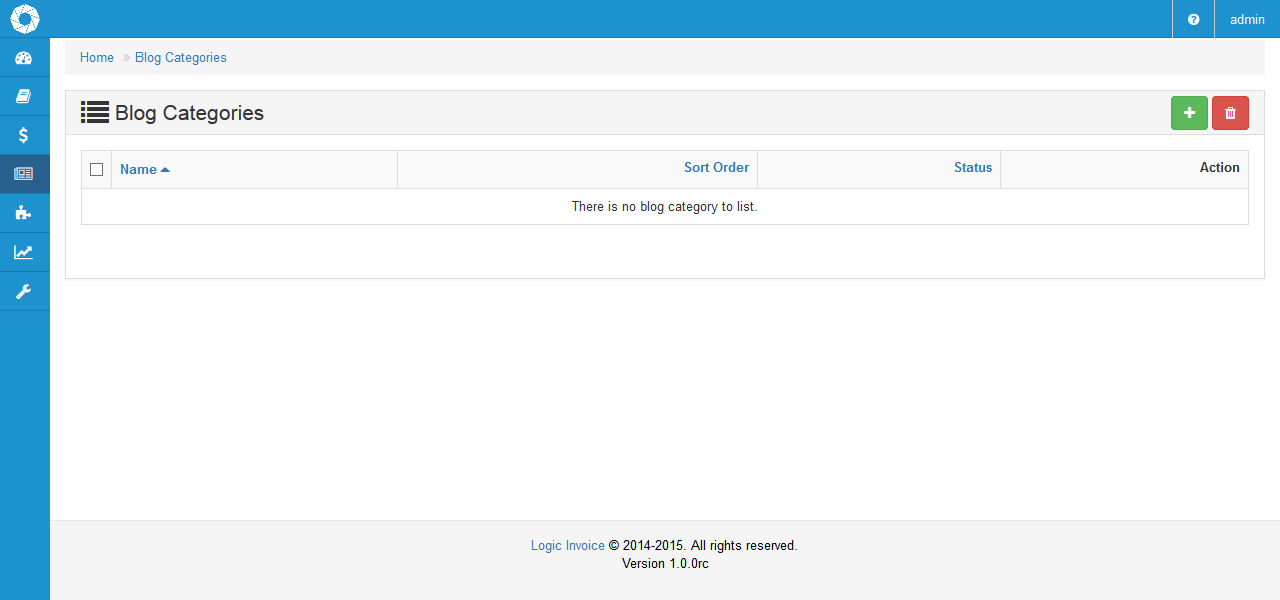 admin
Home » Blog Categories
Blog Categories
Name Sort Order Status Action
There is no blog category to list.
Logic Invoice © 2014-2015. All rights reserved.
Version 1.0.0rc